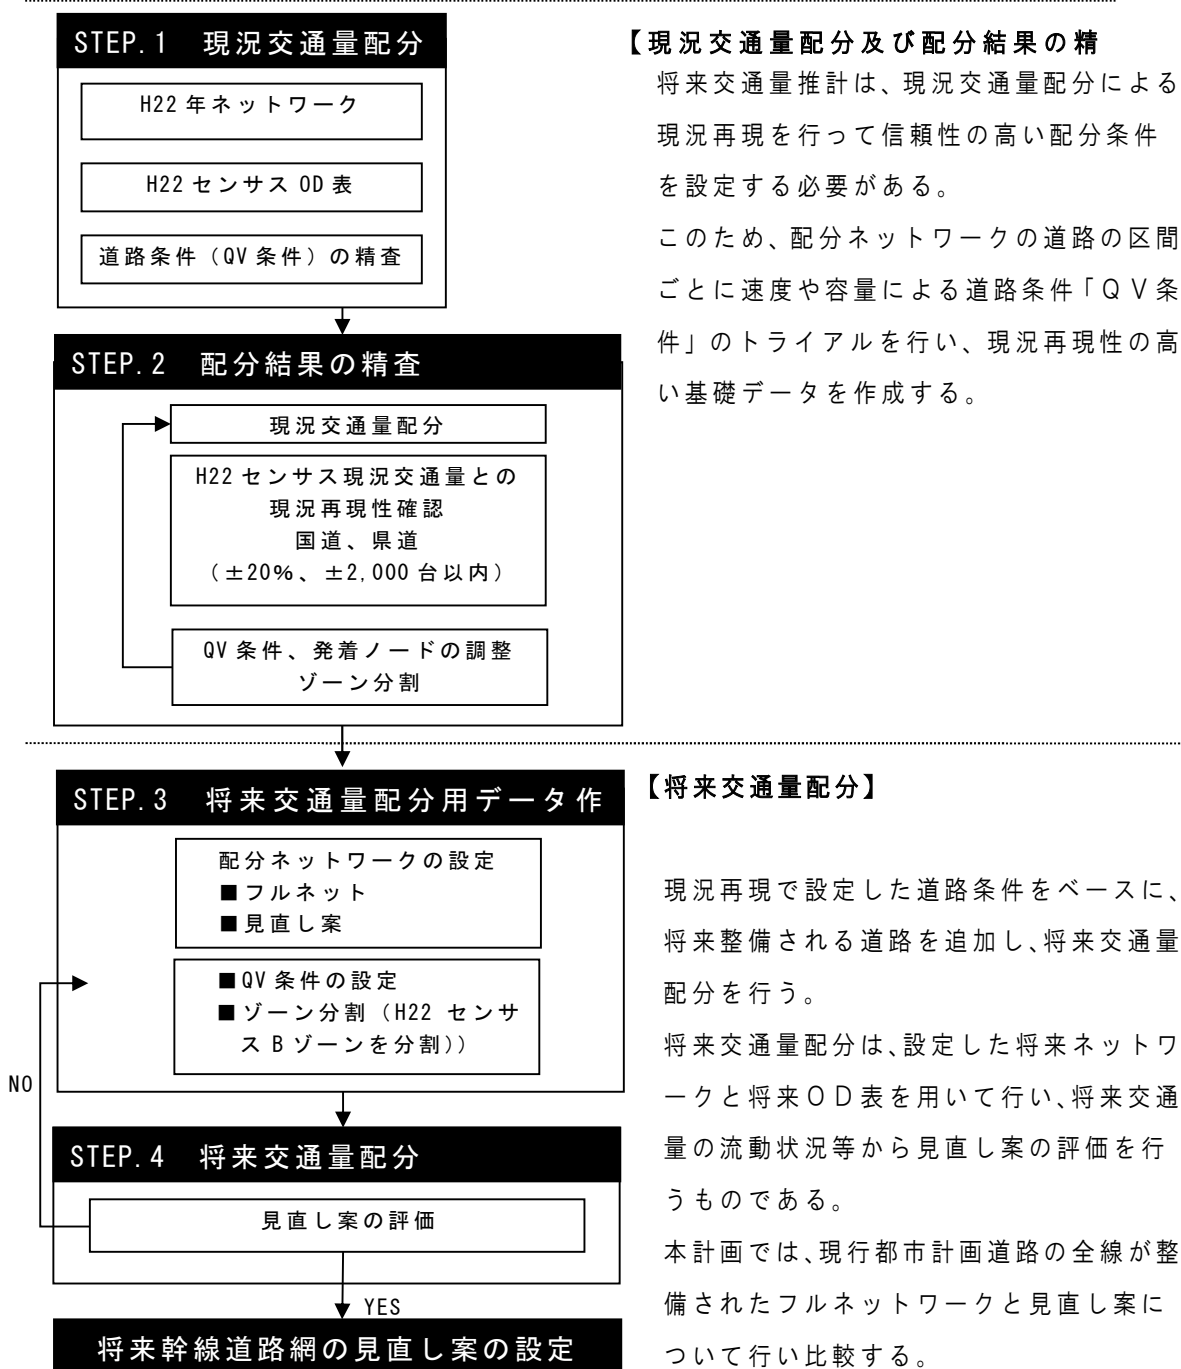 STEP.1 現況交通量配分
H22年ネットワーク
H22センサスOD表
道路条件（QV条件）の精査
【現況交通量配分及び配分結果の精
将来交通量推計は、現況交通量配分による
現況再現を行って信頼性の高い配分条件
を設定する必要がある。
このため、配分ネットワークの道路の区間
ごとに速度や容量による道路条件「ＱＶ条
件」のトライアルを行い、現況再現性の高
い基礎データを作成する。
STEP.2 配分結果の精査
現況交通量配分
H22センサス現況交通量との
現況再現性確認
国道、県道
（±20%、±2,000台以内）
QV条件、発着ノードの調整
ゾーン分割
STEP.3 将来交通量配分用データ作
配分ネットワークの設定
■フルネット
■見直し案
■QV条件の設定
■ゾーン分割（H22 センサ
スBゾーンを分割））
NO
STEP.4 将来交通量配分
見直し案の評価
YES
将来幹線道路網の見直し案の設定
【将来交通量配分】
現況再現で設定した道路条件をベースに、
将来整備される道路を追加し、将来交通量
配分を行う。
将来交通量配分は、設定した将来ネットワ
ークと将来ＯＤ表を用いて行い、将来交通
量の流動状況等から見直し案の評価を行
うものである。
本計画では、現行都市計画道路の全線が整
備されたフルネットワークと見直し案に
ついて行い比較する。